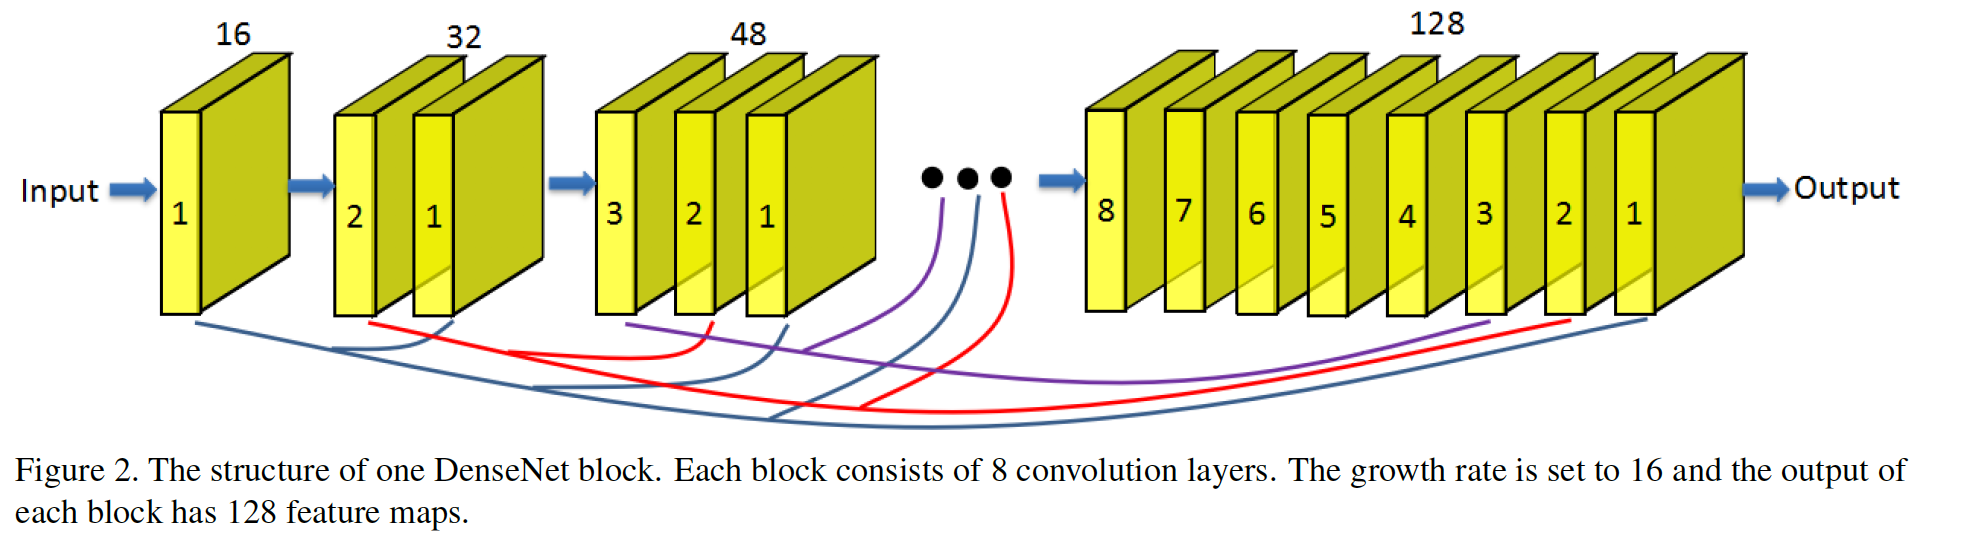 16 32 48 128
Input 1 2 1 3 2 1 8 7 6 5 4 3 2 1 Output
Figure 2. The structure of one DenseNet block. Each block consists of 8 convolution layers. The growth rate is set to 16 and the output of
each block has 128 feature maps.